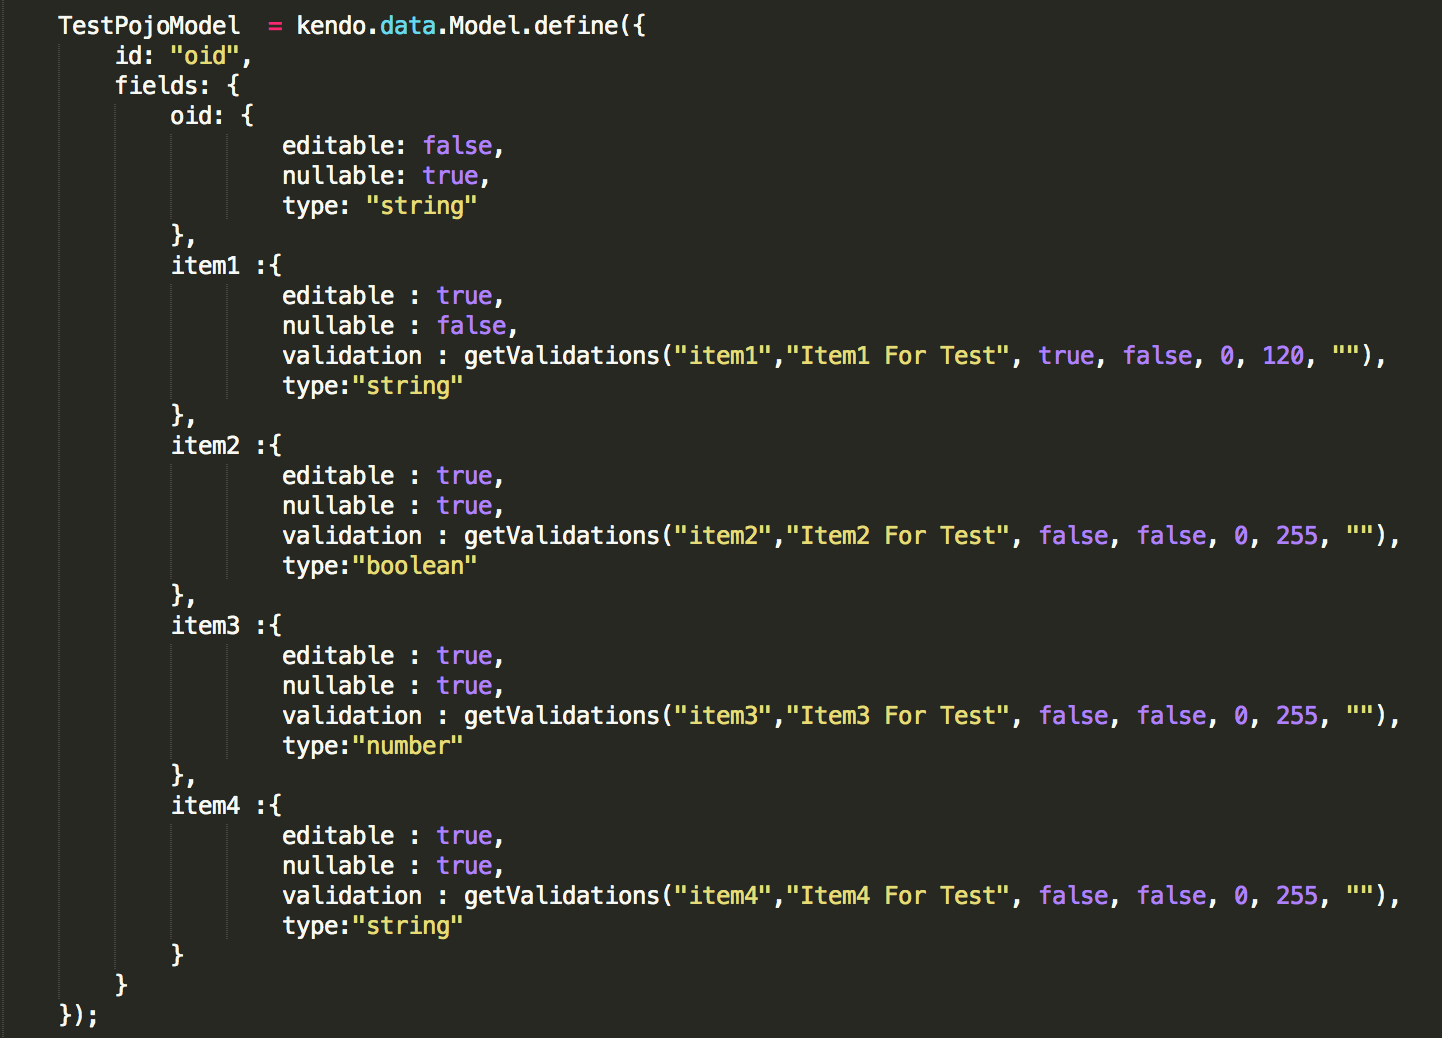 TestPojoModel  = kendo.data.Model.define({
    id: "oid",
    fields: {
        oid: {
                editable: false,
                nullable: true,
                type: "string"
        },
        item1 :{
                editable : true,
                nullable : false,
                validation : getValidations("item1","Item1 For Test", true, false, 0, 120, ""),
                type:"string"
        },
        item2 :{
                editable : true,
                nullable : true,
                validation : getValidations("item2","Item2 For Test", false, false, 0, 255, ""),
                type:"boolean"
        },
        item3 :{
                editable : true,
                nullable : true,
                validation : getValidations("item3","Item3 For Test", false, false, 0, 255, ""),
                type:"number"
        },
        item4 :{
                editable : true,
                nullable : true,
                validation : getValidations("item4","Item4 For Test", false, false, 0, 255, ""),
                type:"string"
        }
    }
});